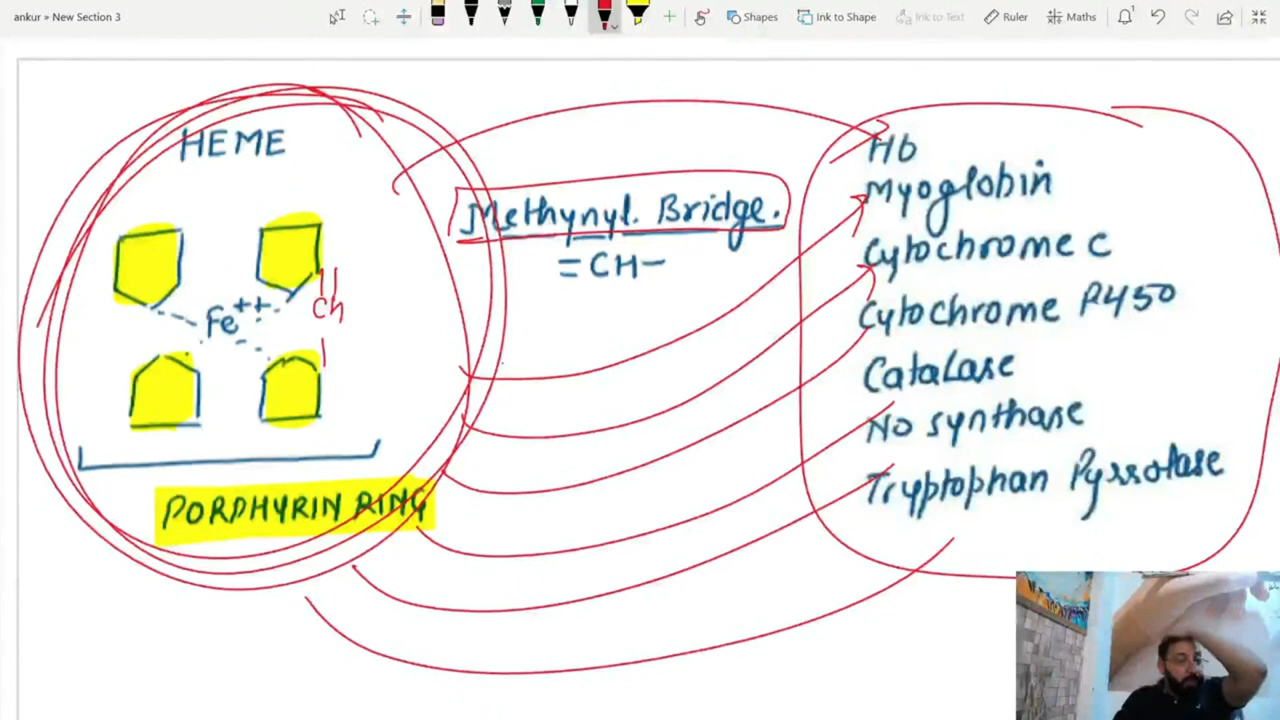 ankur » New Section 3
Shapes
Ink to Shape
Ink to Text
Ruler
Maths
HEME
Fe++
Ch
PORPHYRIN RING
Methynyl. Bridge.
=CH-
Hb
Myoglobin
Cytochrome C
Cytochrome P450
Catalase
No synthase
Tryptophan Pyrrolase